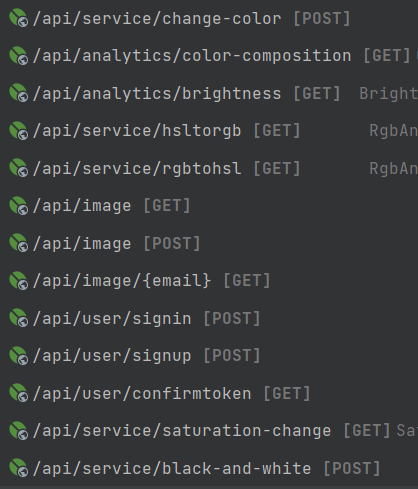 /api/service/change-color [POST]
/api/analytics/color-composition [GET]
/api/analytics/brightness [GET] Bright
/api/service/hsltorgb [GET] RgbAn
/api/service/rgbtohsl [GET] RgbAn
/api/image [GET]
/api/image [POST]
/api/image/{email} [GET]
/api/user/signin [POST]
/api/user/signup [POST]
/api/user/confirmtoken [GET]
/api/service/saturation-change [GET] Sa
/api/service/black-and-white [POST]